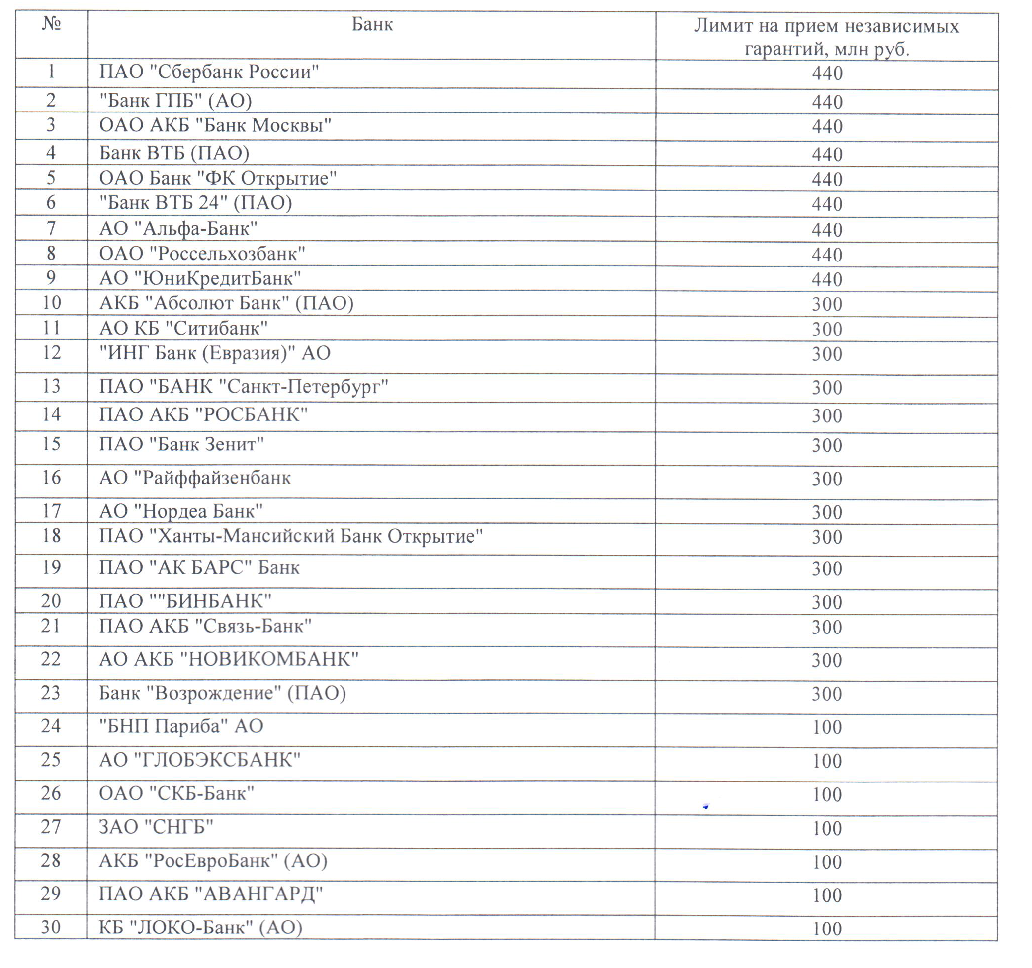 № Банк Лимит на прием независимых
гарантий, млн руб.
1 ПАО "Сбербанк России" 440
2 "Банк ГПБ" (АО) 440
3 ОАО АКБ "Банк Москвы" 440
4 Банк ВТБ (ПАО) 440
5 ОАО Банк "ФК Открытие" 440
6 "Банк ВТБ 24" (ПАО) 440
7 АО "Альфа-Банк" 440
8 ОАО "Россельхозбанк" 440
9 АО "ЮниКредитБанк" 440
10 АКБ "Абсолют Банк" (ПАО) 300
11 АО КБ "Ситибанк" 300
12 "ИНГ Банк (Евразия)" АО 300
13 ПАО "БАНК "Санкт-Петербург" 300
14 ПАО АКБ "РОСБАНК" 300
15 ПАО "Банк Зенит" 300
16 АО "Райффайзенбанк 300
17 АО "Нордеа Банк" 300
18 ПАО "Ханты-Мансийский Банк Открытие" 300
19 ПАО "АК БАРС" Банк 300
20 ПАО ""БИНБАНК" 300
21 ПАО АКБ "Связь-Банк" 300
22 АО АКБ "НОВИКОМБАНК" 300
23 Банк "Возрождение" (ПАО) 300
24 "БНП Париба" АО 100
25 АО "ГЛОБЭКСБАНК" 100
26 ОАО "СКБ-Банк" 100
27 ЗАО "СНГБ" 100
28 АКБ "РосЕвроБанк" (АО) 100
29 ПАО АКБ "АВАНГАРД" 100
30 КБ "ЛОКО-Банк" (АО) 100